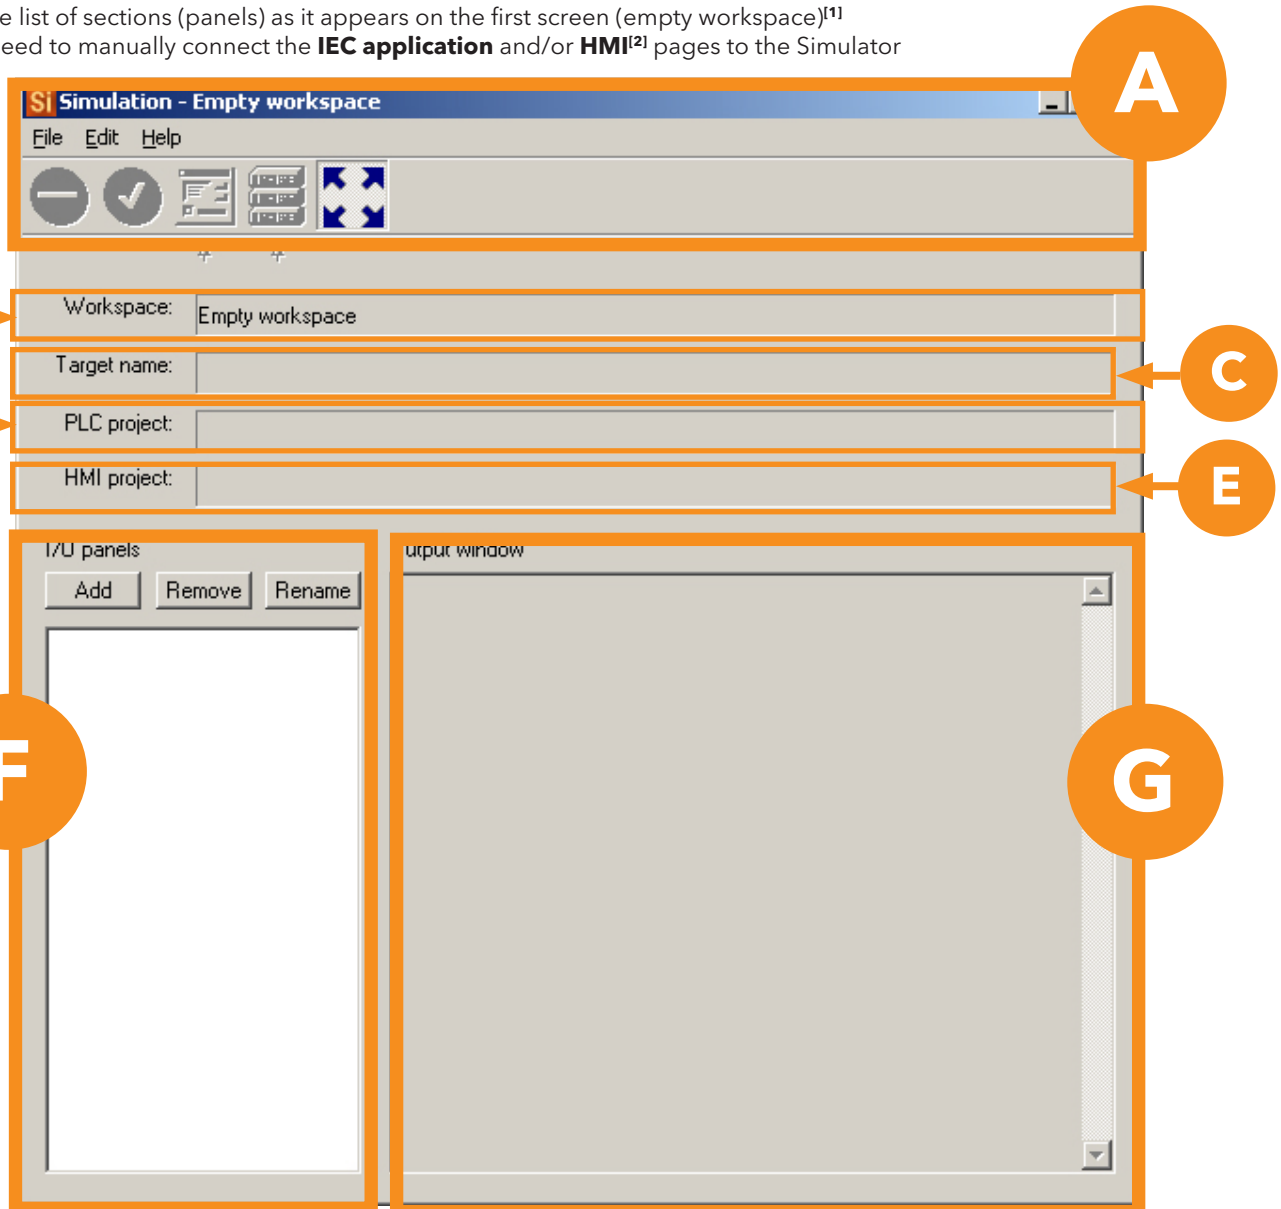 e list of sections (panels) as it appears on the first screen (empty workspace)[1]
eed to manually connect the IEC application and/or HMI[2] pages to the Simulator
A
Si Simulation - Empty workspace
File Edit Help
Workspace: Empty workspace
Target name:
C
PLC project:
HMI project:
E
I/O panels
utput window
Add Remove Rename
F
G